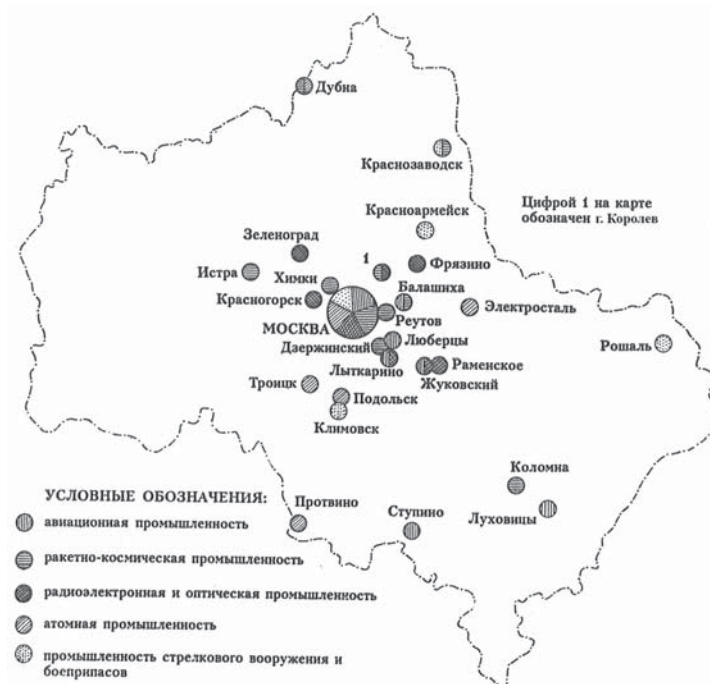 Дубна
Краснозаводск
Цифрой 1 на карте
обозначен г. Королев
Красноармейск
Зеленоград
1
Фрязино
Истра
Химки
Балашиха
Красногорск
Электросталь
МОСКВА
Реутов
Люберцы
Дзержинский
Рошаль
Лыткарино
Раменское
Жуковский
Троицк
Подольск
Климовск
Коломна
Луховицы
Протвино
Ступино
УСЛОВНЫЕ ОБОЗНАЧЕНИЯ:
авиационная промышленность
ракетно-космическая промышленность
радиоэлектронная и оптическая промышленность
атомная промышленность
промышленность стрелкового вооружения и
боеприпасов